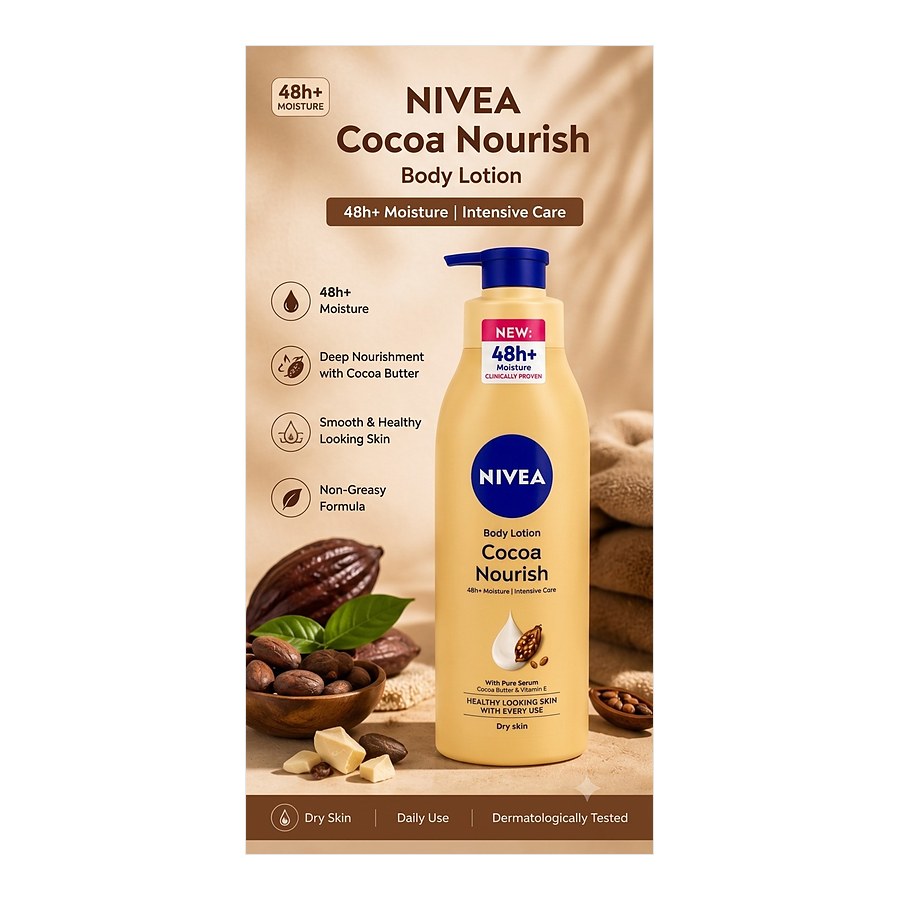 48h+
MOISTURE
NIVEA
Cocoa Nourish
Body Lotion
48h+ Moisture | Intensive Care
48h+
Moisture
Deep Nourishment
with Cocoa Butter
Smooth & Healthy
Looking Skin
Non-Greasy
Formula
NEW:
48h+
Moisture
CLINICALLY PROVEN
NIVEA
Body Lotion
Cocoa
Nourish
48h+ Moisture | Intensive Care
With Pure Serum
Cocoa Butter & Vitamin E
HEALTHY LOOKING SKIN
WITH EVERY USE
Dry skin
Dry Skin | Daily Use | Dermatologically Tested